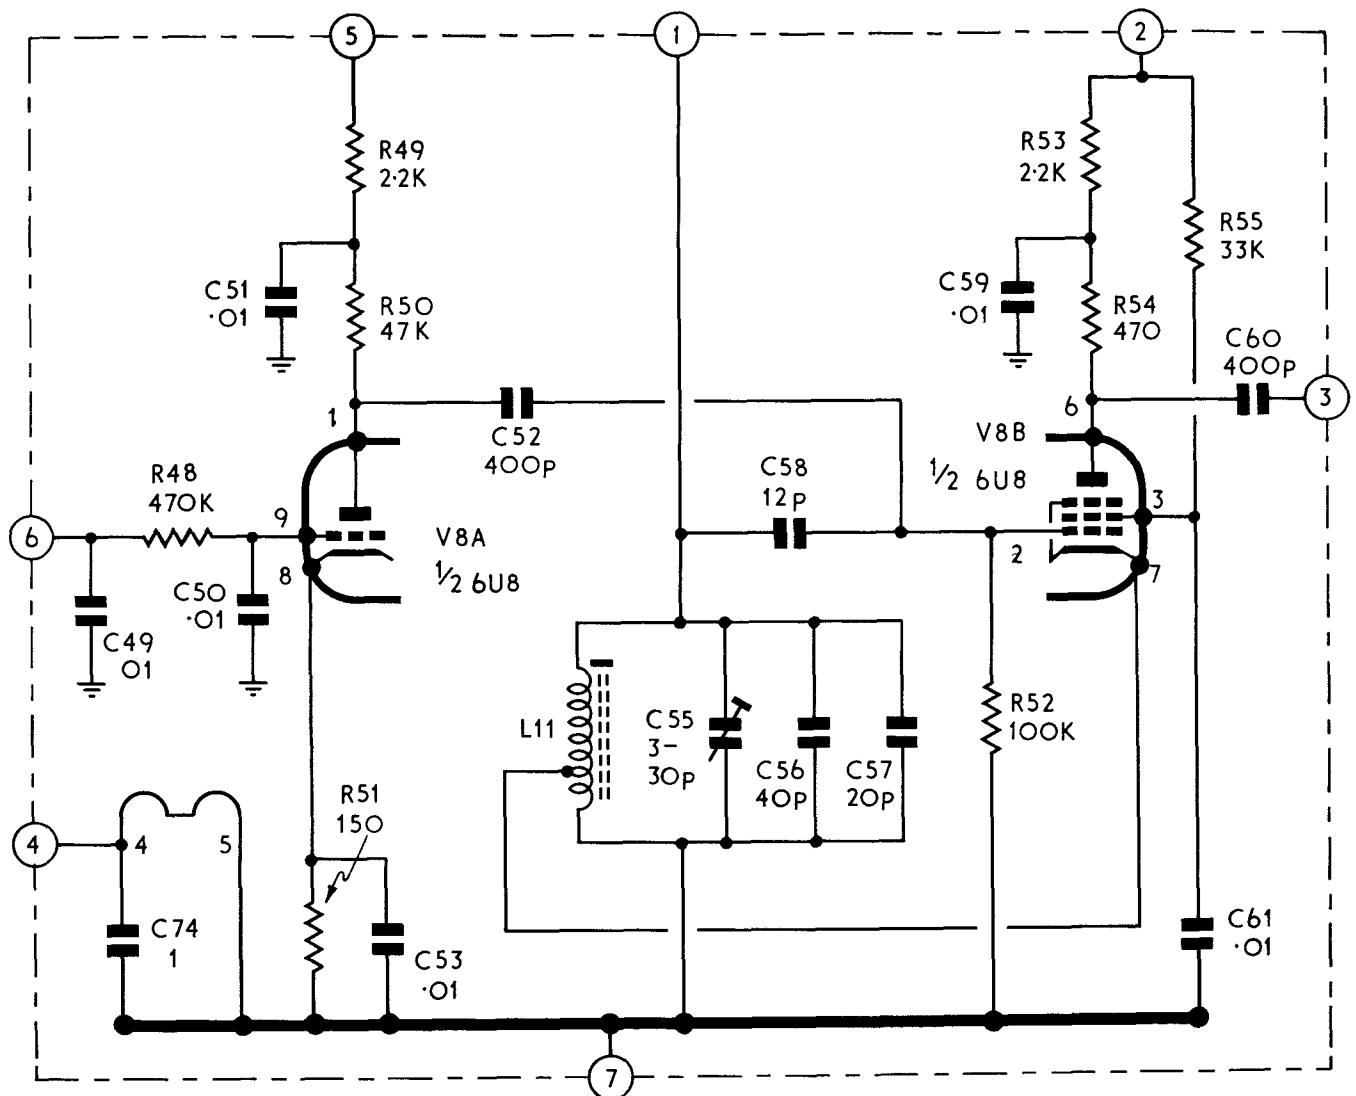 5
1
2
R49
2·2K
R53
2·2K
R55
33K
C51
·01
R50
47K
C59
·01
R54
470
C60
400p
3
1
6
C52
400p
V8B
1/2 6U8
R48
470K
C58
12p
3
6
9
V8A
2
7
8
1/2 6U8
C50
·01
C49
01
L11
C55
3–
30p
R52
100K
C56
40p
C57
20p
R51
150
4
4
5
C74
1
C53
·01
C61
·01
7